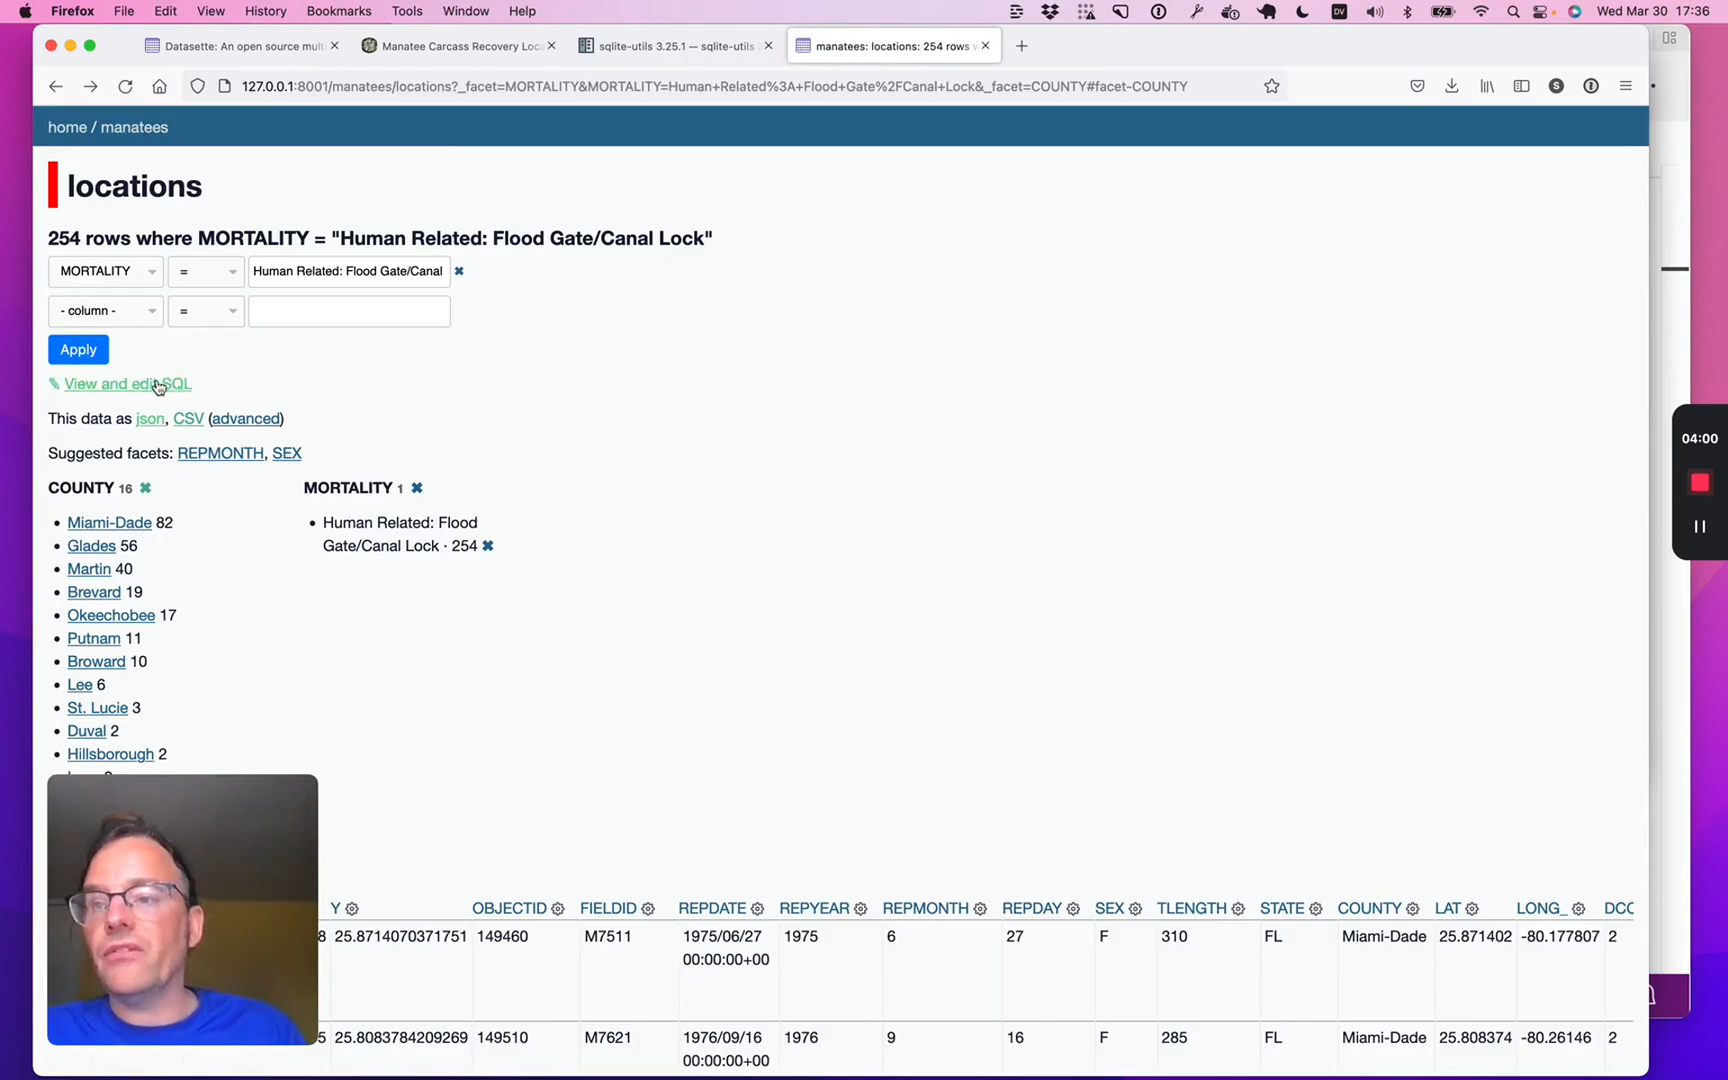 Firefox File Edit View History Bookmarks Tools Window Help DV Wed Mar 30 17:36
Datasette: An open source mult
Manatee Carcass Recovery Loca
sqlite-utils 3.25.1 — sqlite-utils
manatees: locations: 254 rows
127.0.0.1:8001/manatees/locations?_facet=MORTALITY&MORTALITY=Human+Related%3A+Flood+Gate%2FCanal+Lock&_facet=COUNTY#facet-COUNTY
S
home / manatees
locations
254 rows where MORTALITY = "Human Related: Flood Gate/Canal Lock"
MORTALITY = Human Related: Flood Gate/Canal
- column - =
Apply
View and edit SQL
04:00
This data as json, CSV (advanced)
Suggested facets: REPMONTH, SEX
COUNTY 16
Miami-Dade 82
Glades 56
Martin 40
Brevard 19
Okeechobee 17
Putnam 11
Broward 10
Lee 6
St. Lucie 3
Duval 2
Hillsborough 2
MORTALITY 1
Human Related: Flood
Gate/Canal Lock · 254
Y OBJECTID FIELDID REPDATE REPYEAR REPMONTH REPDAY SEX TLENGTH STATE COUNTY LAT LONG_ DCC
8 25.8714070371751 149460 M7511 1975/06/27 1975 6 27 F 310 FL Miami-Dade 25.871402 -80.177807 2
00:00:00+00
5 25.8083784209269 149510 M7621 1976/09/16 1976 9 16 F 285 FL Miami-Dade 25.808374 -80.26146 2
00:00:00+00